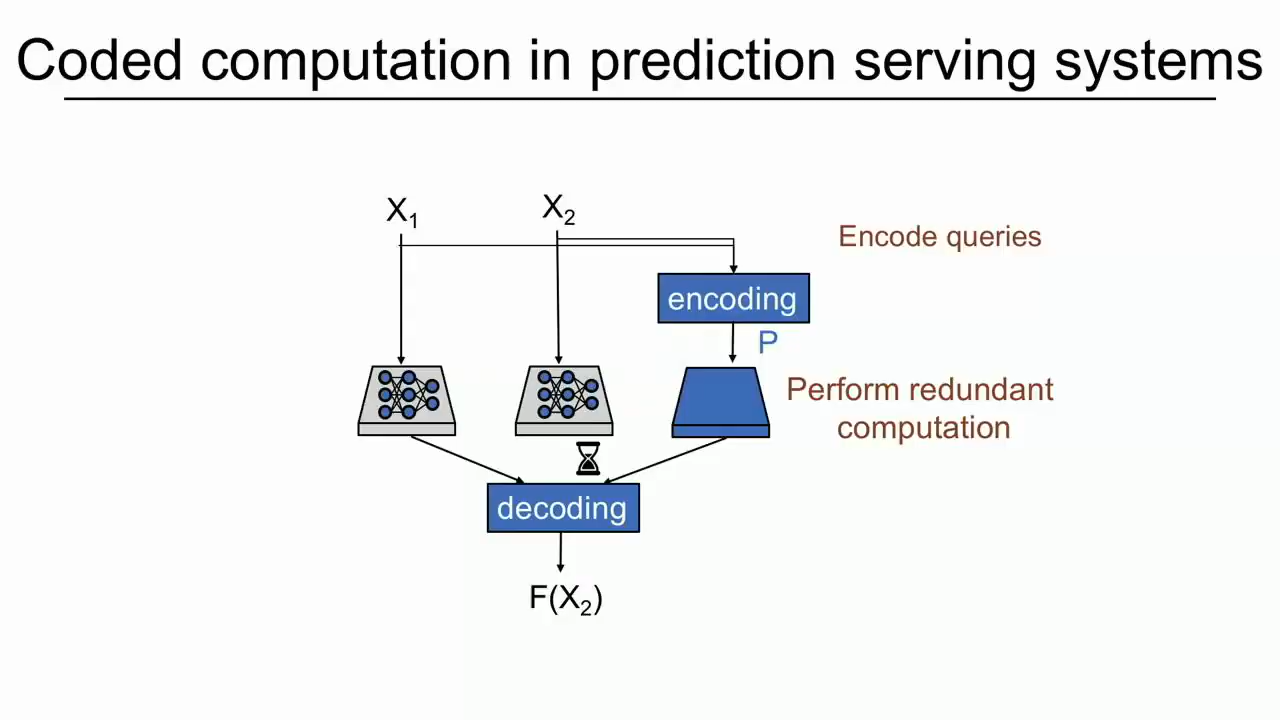 Coded computation in prediction serving systems
X₁
X₂
Encode queries
encoding
P
Perform redundant
computation
decoding
F(X₂)